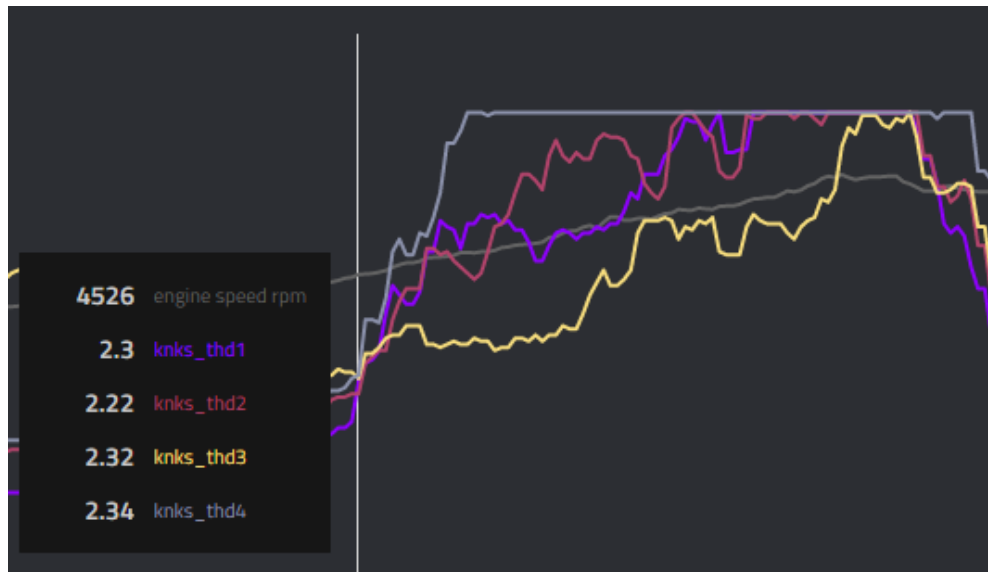 4526 engine speed rpm
2.3 knks_thd1
2.22 knks_thd2
2.32 knks_thd3
2.34 knks_thd4